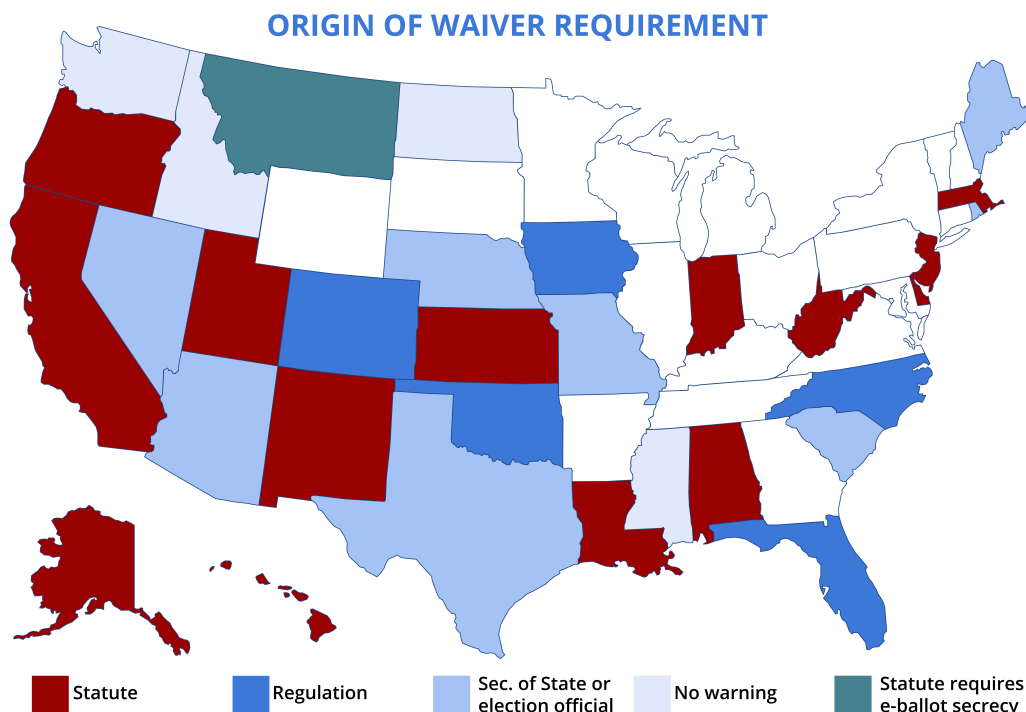 ORIGIN OF WAIVER REQUIREMENT
Statute
Regulation
Sec. of State or
election official
No warning
Statute requires
e-ballot secrecy